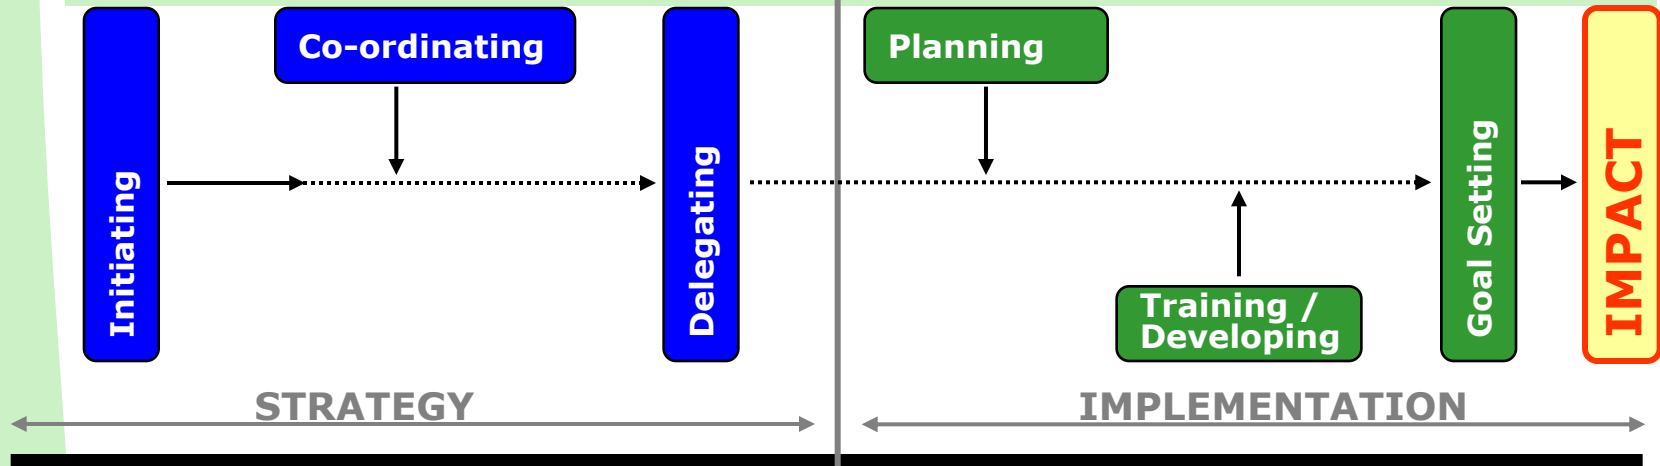 Initiating
Co-ordinating
Delegating
Planning
Training /
Developing
Goal Setting
IMPACT
STRATEGY
IMPLEMENTATION